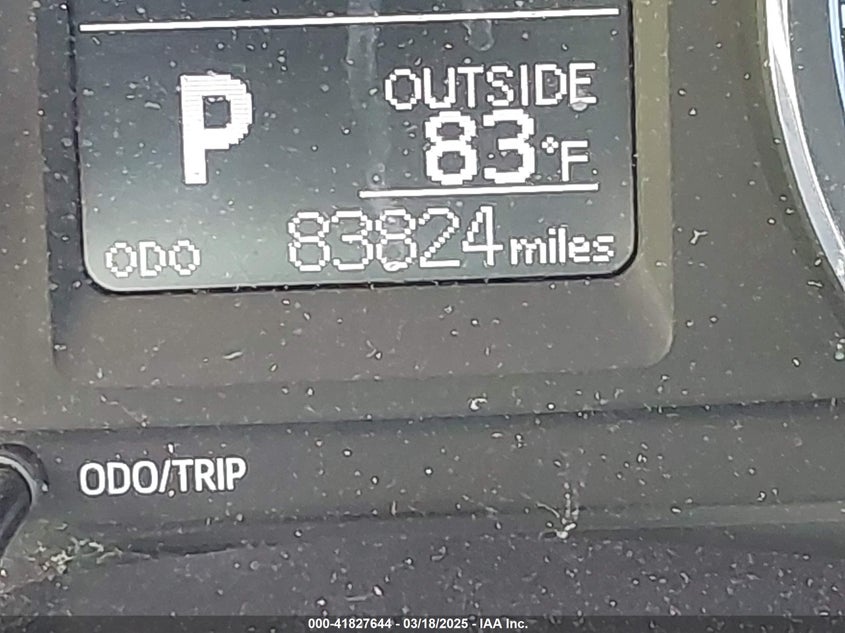 P
OUTSIDE
83°F
ODO 83824 miles
ODO/TRIP
000-41827644 - 03/18/2025 - IAA Inc.